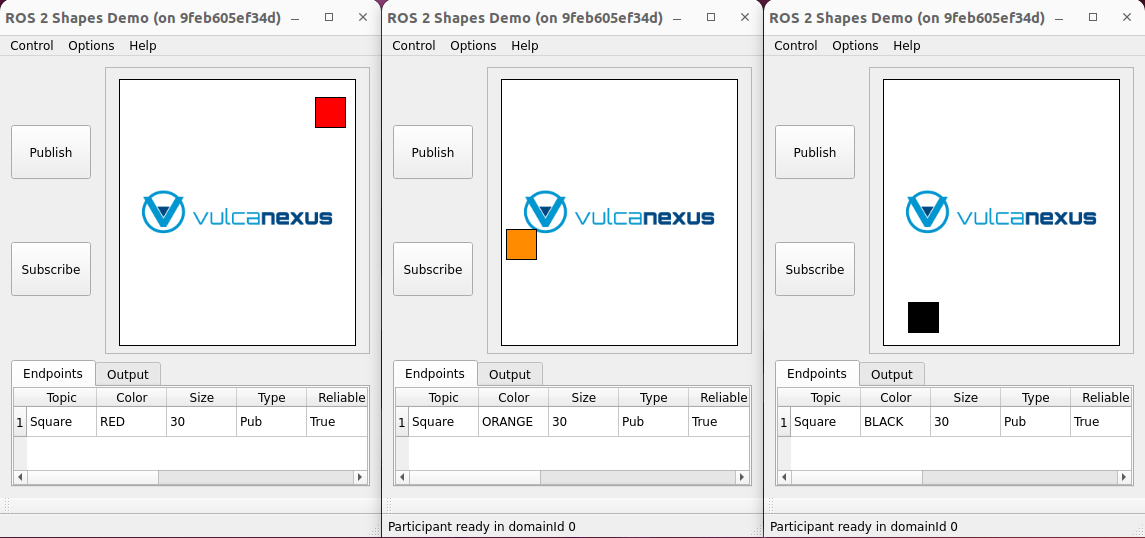 ROS 2 Shapes Demo (on 9feb605ef34d)
Control Options Help
Publish
vulcanexus
Subscribe
Endpoints Output
Topic Color Size Type Reliable
1 Square RED 30 Pub True
ROS 2 Shapes Demo (on 9feb605ef34d)
Control Options Help
Publish
vulcanexus
Subscribe
Endpoints Output
Topic Color Size Type Reliable
1 Square ORANGE 30 Pub True
Participant ready in domainId 0
ROS 2 Shapes Demo (on 9feb605ef34d)
Control Options Help
Publish
vulcanexus
Subscribe
Endpoints Output
Topic Color Size Type Reliable
1 Square BLACK 30 Pub True
Participant ready in domainId 0